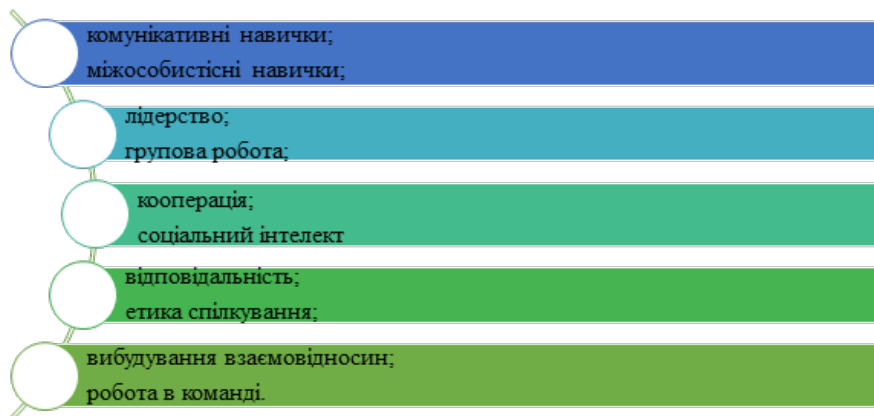 комунікативні навички;
міжособистісні навички;
лідерство;
групова робота;
кооперація;
соціальний інтелект
відповідальність;
етика спілкування;
вибудування взаємовідносин;
робота в команді.